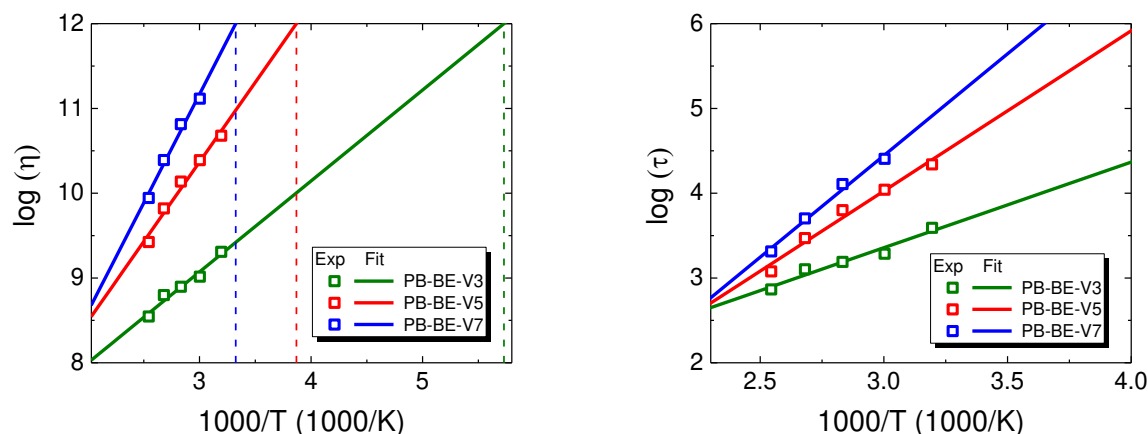 12
11
10
9
8
log (η)
3
4
5
1000/T (1000/K)
Exp Fit
PB-BE-V3
PB-BE-V5
PB-BE-V7
6
5
4
3
2
log (τ)
2.5
3.0
3.5
4.0
1000/T (1000/K)
Exp Fit
PB-BE-V3
PB-BE-V5
PB-BE-V7